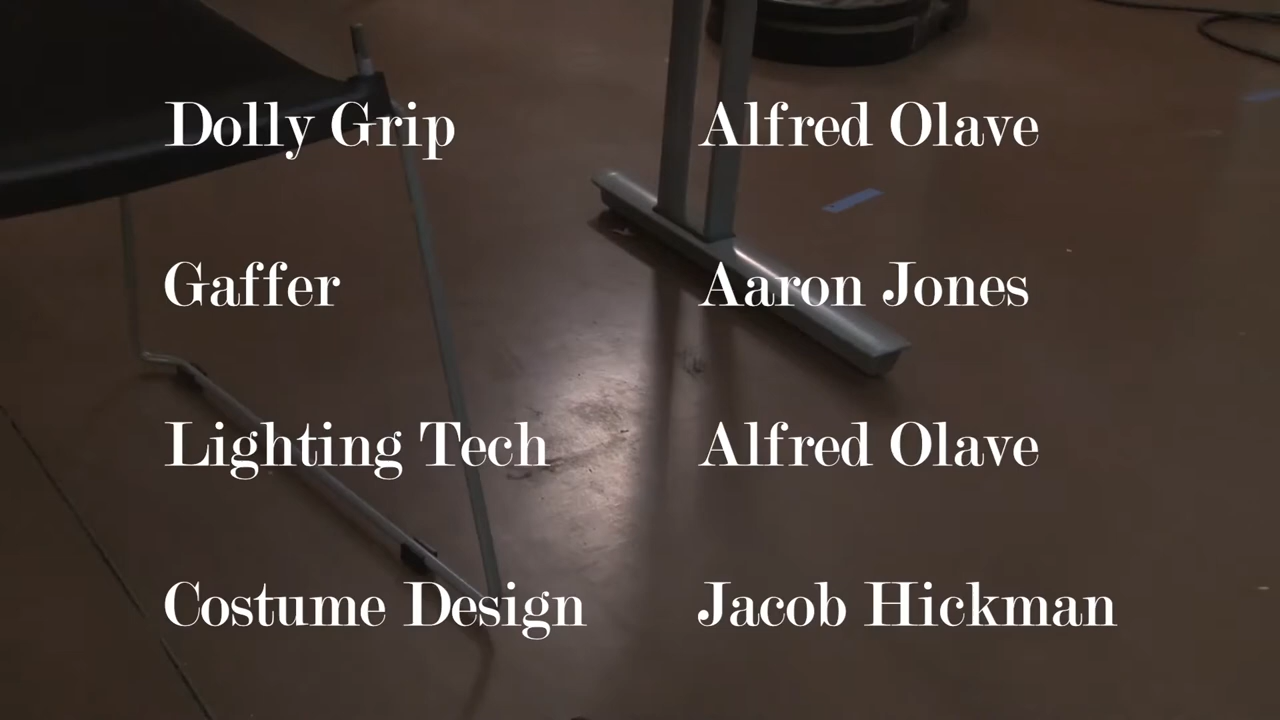 Dolly Grip Alfred Olave
Gaffer Aaron Jones
Lighting Tech Alfred Olave
Costume Design Jacob Hickman